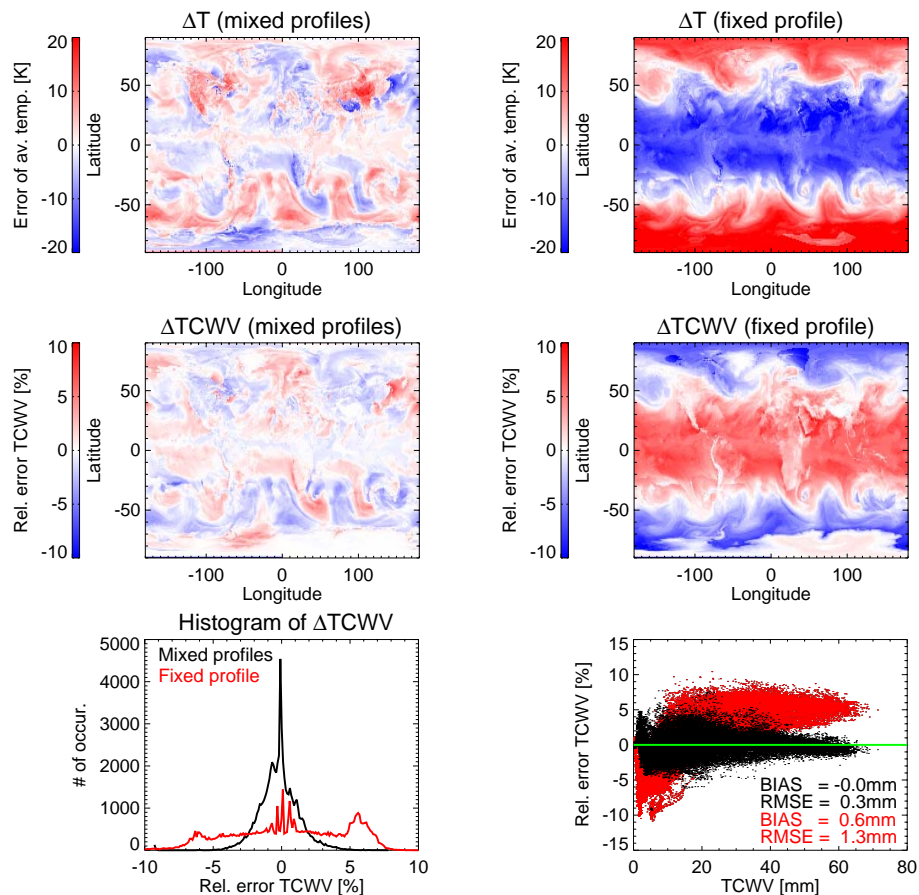 ΔT (mixed profiles)
Error of av. temp. [K]
20
10
0
-10
-20
Latitude
50
0
-50
-100 0 100
Longitude
ΔT (fixed profile)
Error of av. temp. [K]
20
10
0
-10
-20
Latitude
50
0
-50
-100 0 100
Longitude
ΔTCWV (mixed profiles)
Rel. error TCWV [%]
10
5
0
-5
-10
Latitude
50
0
-50
-100 0 100
Longitude
ΔTCWV (fixed profile)
Rel. error TCWV [%]
10
5
0
-5
-10
Latitude
50
0
-50
-100 0 100
Longitude
Histogram of ΔTCWV
# of occur.
5000
4000
3000
2000
1000
0
Mixed profiles
Fixed profile
-10 -5 0 5 10
Rel. error TCWV [%]
Rel. error TCWV [%]
15
10
5
0
-5
-10
-15
BIAS = -0.0mm
RMSE = 0.3mm
BIAS = 0.6mm
RMSE = 1.3mm
0 20 40 60 80
TCWV [mm]